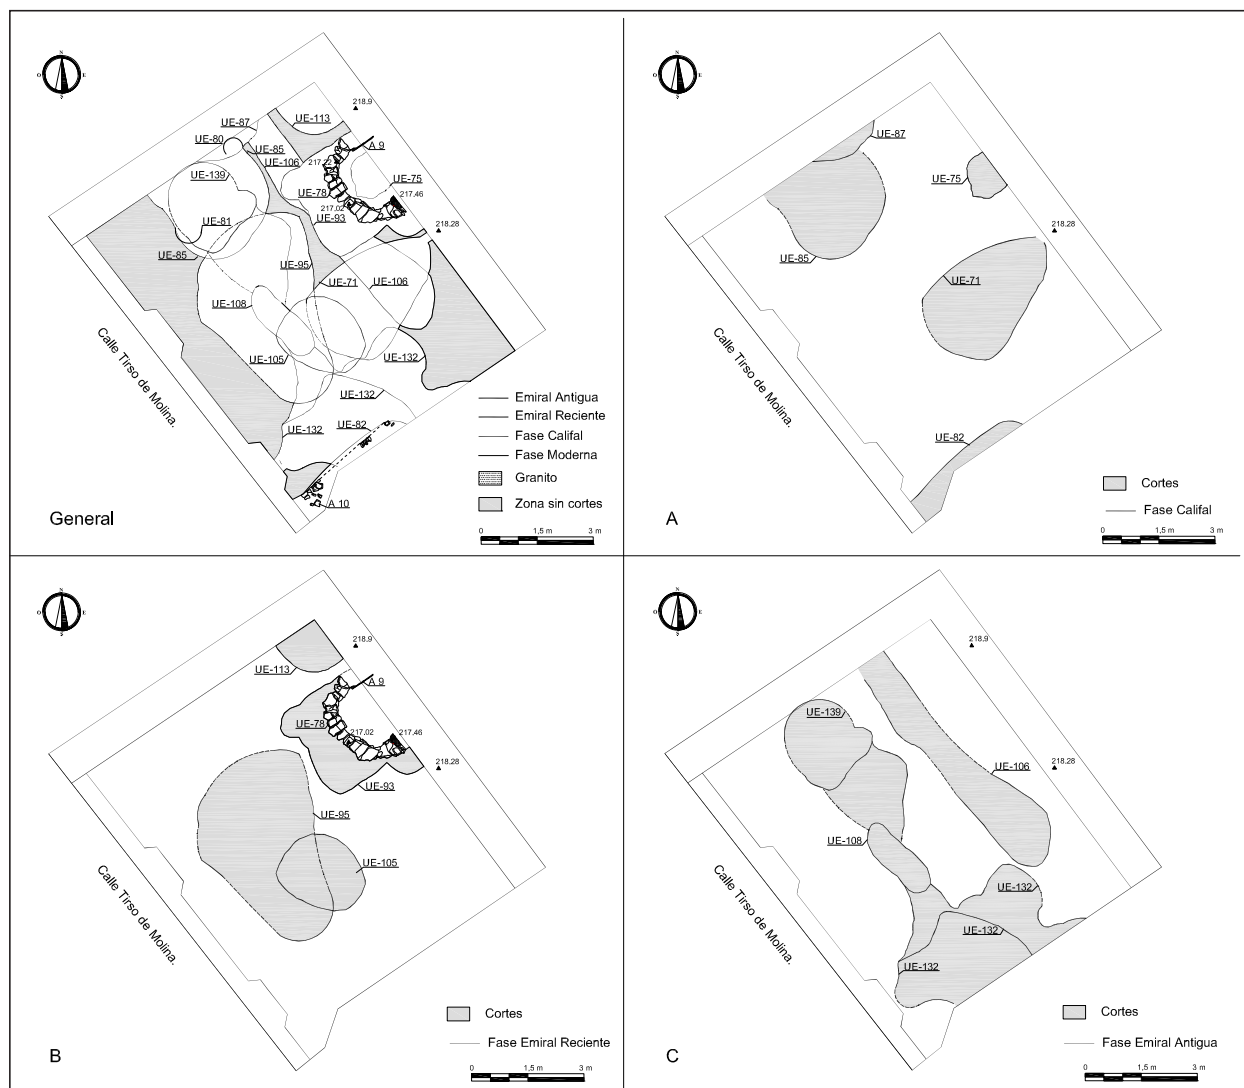 N
O
E
S
218.9
UE-87
UE-113
UE-80
A 9
UE-85
UE-106
217.22
UE-139
UE-75
UE-78
217.46
217.02
UE-93
UE-81
218.28
UE-85
UE-95
UE-71
UE-106
UE-108
UE-105
UE-132
UE-132
UE-82
UE-132
A 10
Calle Tirso de Molina.
Emiral Antigua
Emiral Reciente
Fase Califal
Fase Moderna
Granito
Zona sin cortes
General
0 1,5 m 3 m
N
O
E
S
UE-87
UE-75
218.28
UE-85
UE-71
UE-82
Calle Tirso de Molina.
Cortes
Fase Califal
A
0 1,5 m 3 m
N
O
E
S
218.9
UE-113
A 9
UE-78
217.02
217.46
218.28
UE-93
UE-95
UE-105
Calle Tirso de Molina.
Cortes
Fase Emiral Reciente
B
0 1,5 m 3 m
N
O
E
S
218.9
UE-139
UE-106
218.28
UE-108
UE-132
UE-132
UE-132
Calle Tirso de Molina.
Cortes
Fase Emiral Antigua
C
0 1,5 m 3 m